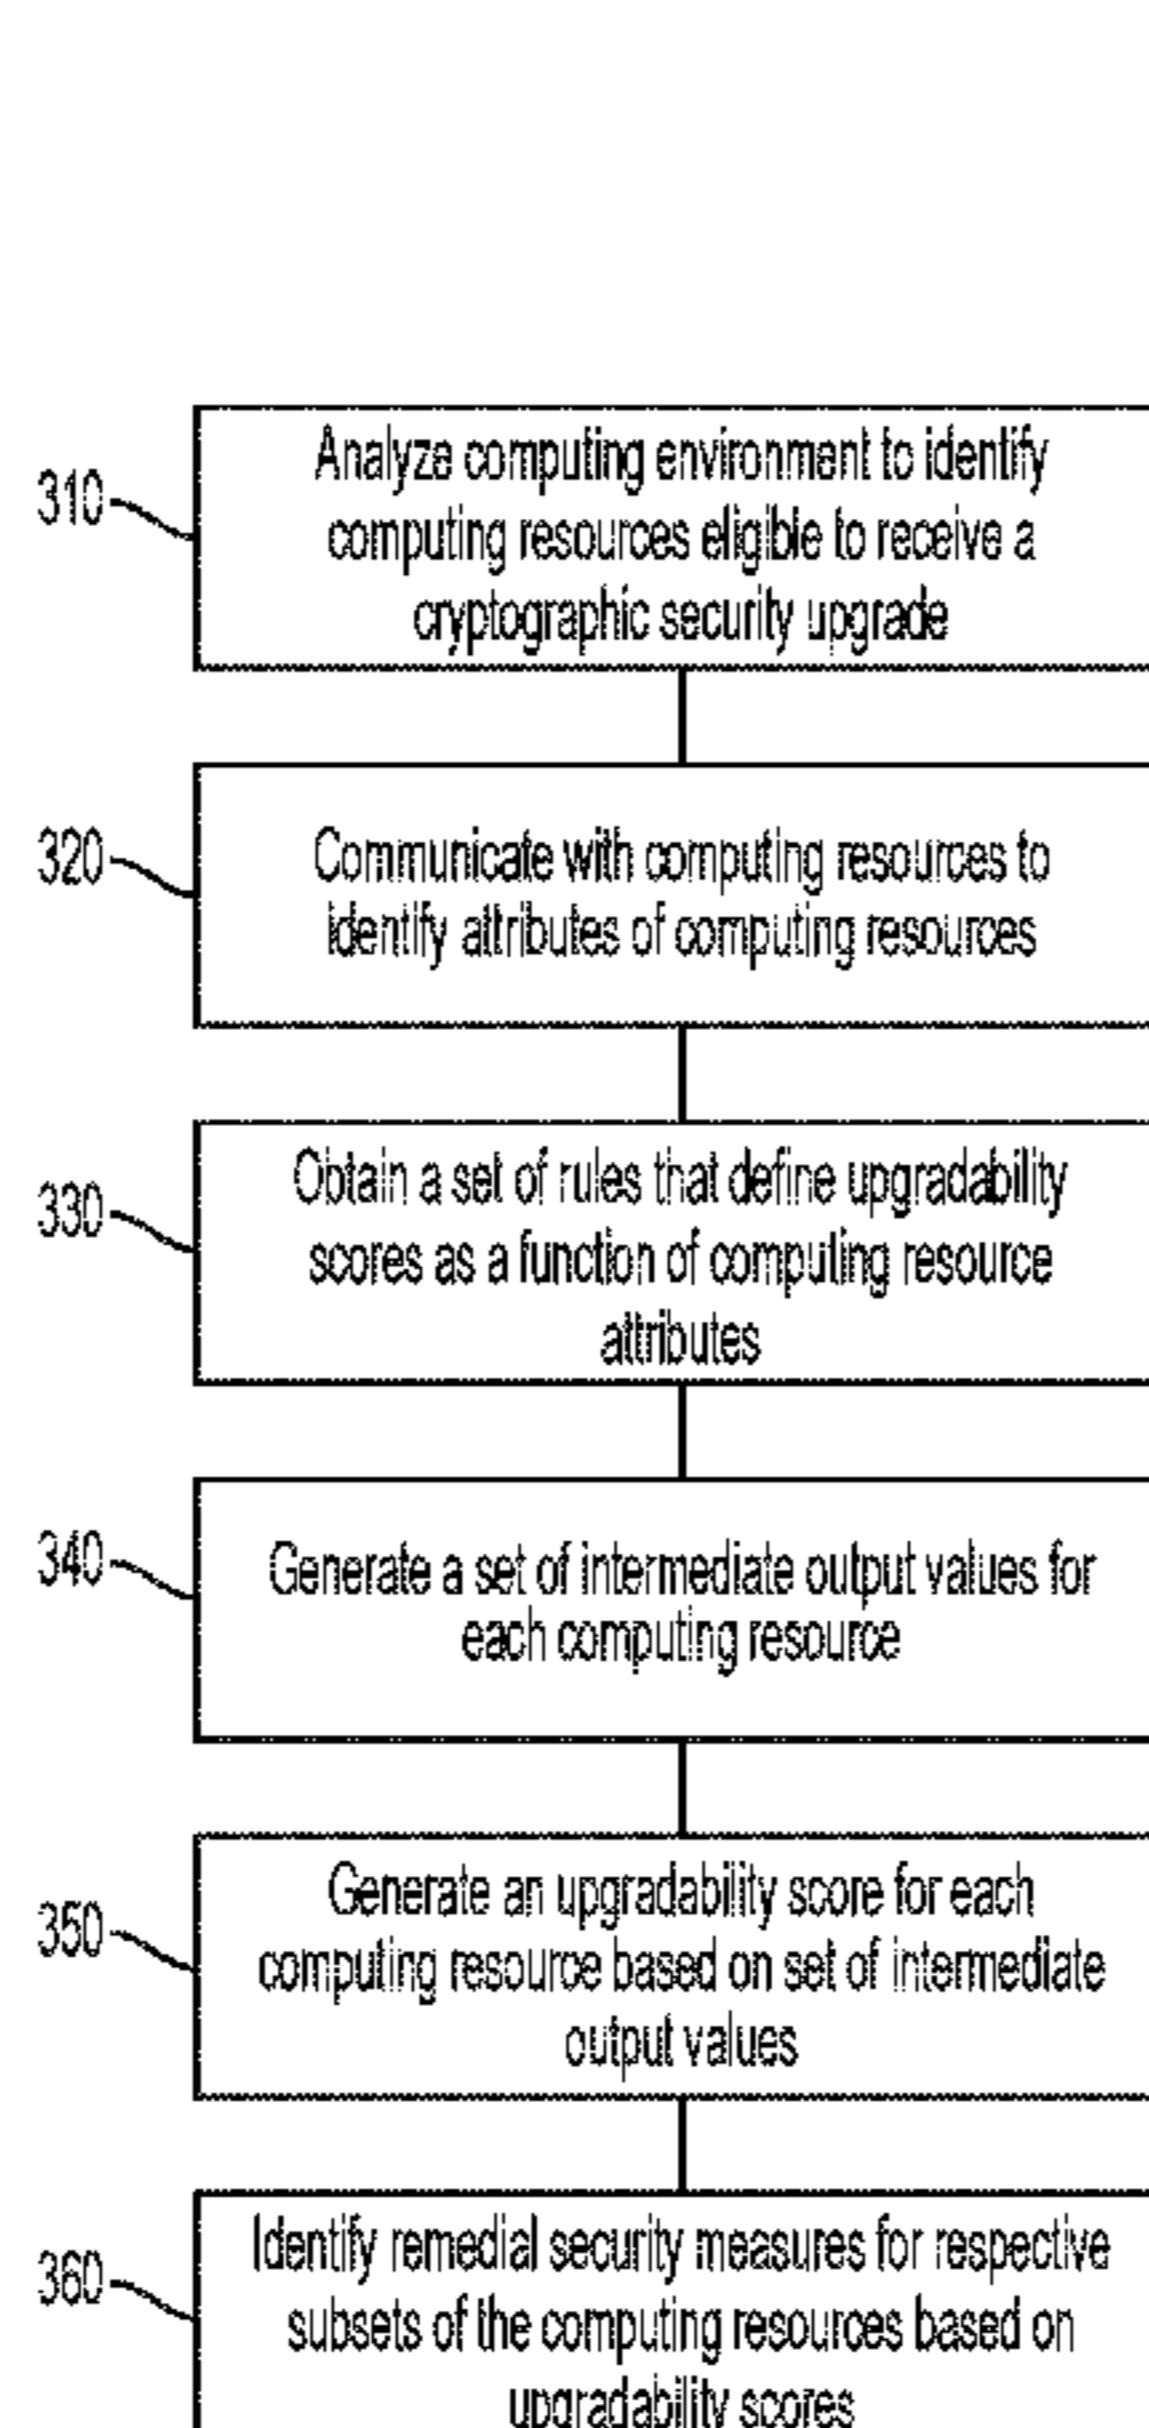 310
Analyze computing environment to identify
computing resources eligible to receive a
cryptographic security upgrade
320
Communicate with computing resources to
identify attributes of computing resources
330
Obtain a set of rules that define upgradability
scores as a function of computing resource
attributes
340
Generate a set of intermediate output values for
each computing resource
350
Generate an upgradability score for each
computing resource based on set of intermediate
output values
360
Identify remedial security measures for respective
subsets of the computing resources based on
upgradability scores